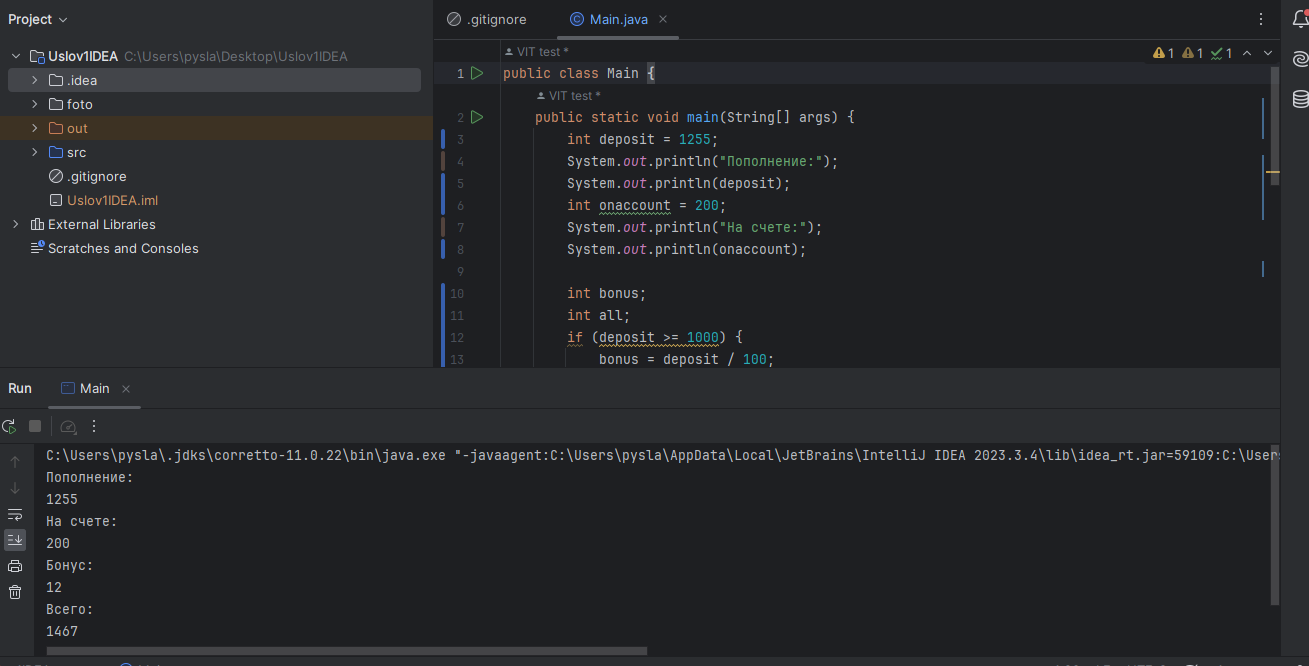 Project
.gitignore
Main.java
Uslov1IDEA C:\Users\pysla\Desktop\Uslov1IDEA
.idea
foto
out
src
.gitignore
Uslov1IDEA.iml
External Libraries
Scratches and Consoles
VIT test *
1 1 1
1 public class Main {
VIT test *
2 public static void main(String[] args) {
3 int deposit = 1255;
4 System.out.println("Пополнение:");
5 System.out.println(deposit);
6 int onaccount = 200;
7 System.out.println("На счете:");
8 System.out.println(onaccount);
9
10 int bonus;
11 int all;
12 if (deposit >= 1000) {
13 bonus = deposit / 100;
Run
Main
C:\Users\pysla\.jdks\corretto-11.0.22\bin\java.exe "-javaagent:C:\Users\pysla\AppData\Local\JetBrains\IntelliJ IDEA 2023.3.4\lib\idea_rt.jar=59109:C:\Users
Пополнение:
1255
На счете:
200
Бонус:
12
Всего:
1467